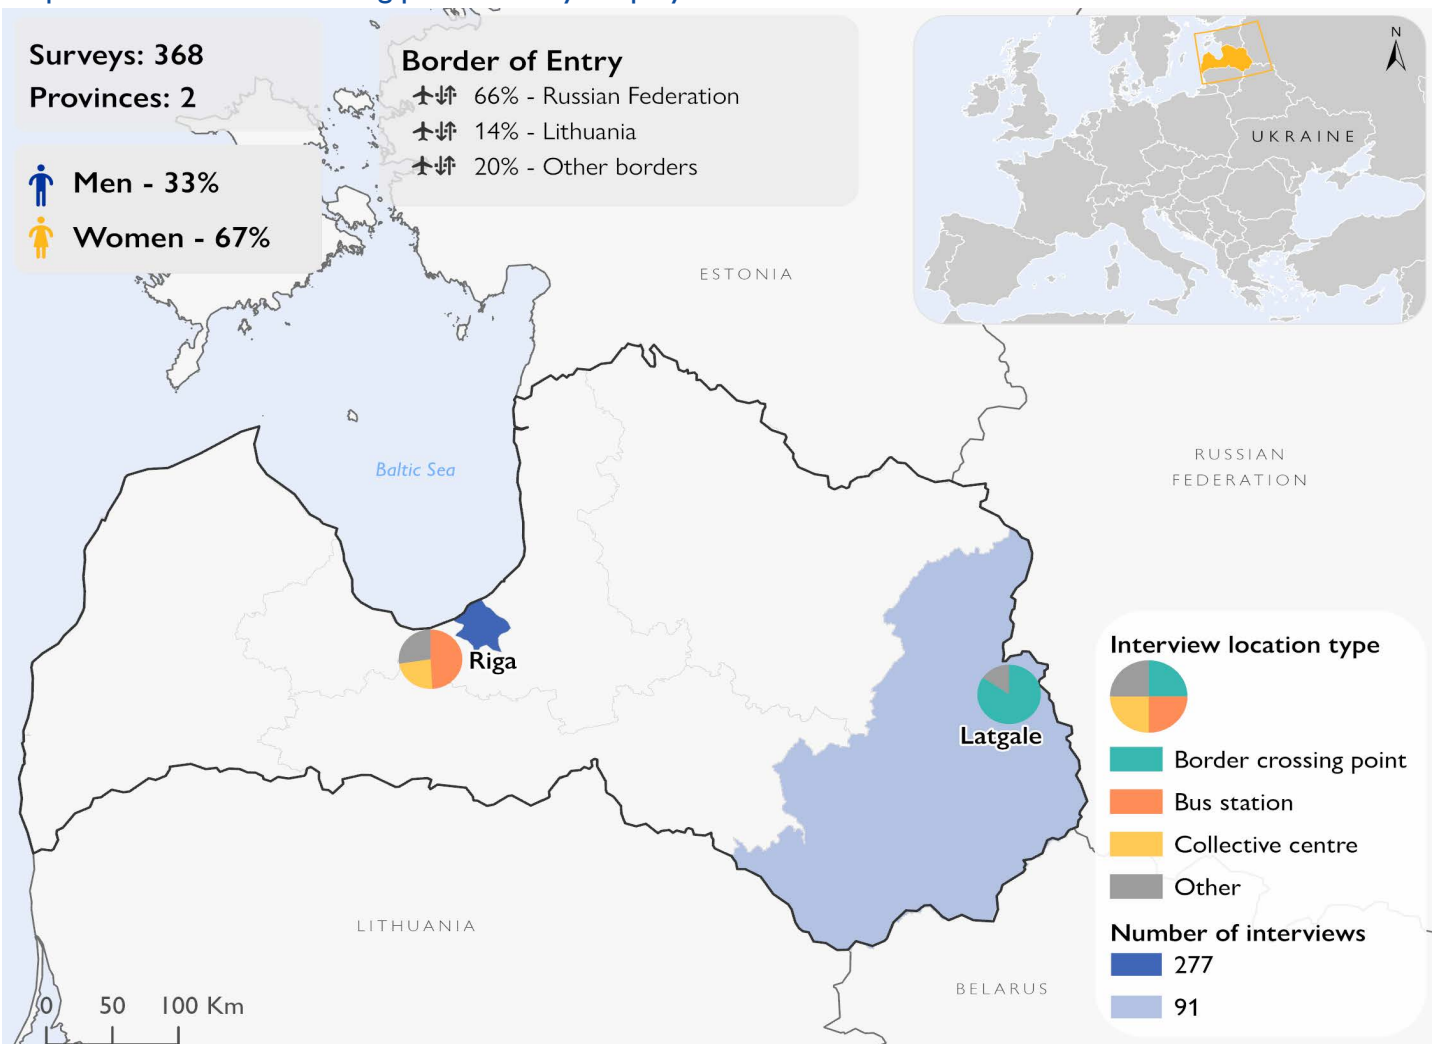 Surveys: 368
Provinces: 2
Men - 33%
Women - 67%
Border of Entry
66% - Russian Federation
14% - Lithuania
20% - Other borders
N
UKRAINE
ESTONIA
RUSSIAN
FEDERATION
Baltic Sea
Riga
Latgale
LITHUANIA
BELARUS
0 50 100 Km
Interview location type
Border crossing point
Bus station
Collective centre
Other
Number of interviews
277
91